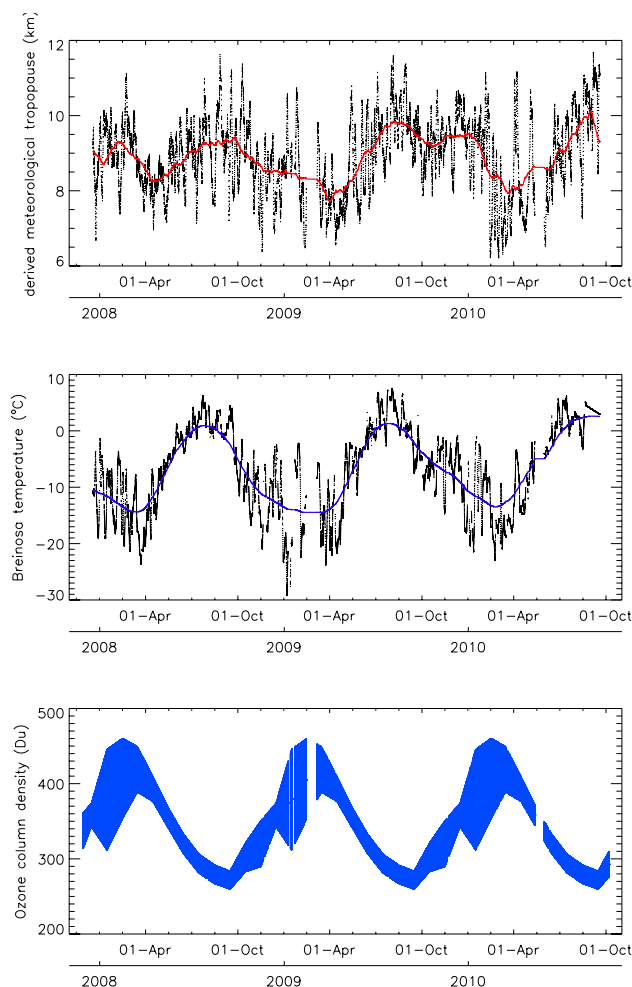 derived meteorological tropopause (km)
12
10
8
6
01-Apr 01-Oct 01-Apr 01-Oct 01-Apr 01-Oct
2008 2009 2010
Breinosa temperature (°C)
10
0
-10
-20
-30
01-Apr 01-Oct 01-Apr 01-Oct 01-Apr 01-Oct
2008 2009 2010
Ozone column density (Du)
500
400
300
200
01-Apr 01-Oct 01-Apr 01-Oct 01-Apr 01-Oct
2008 2009 2010